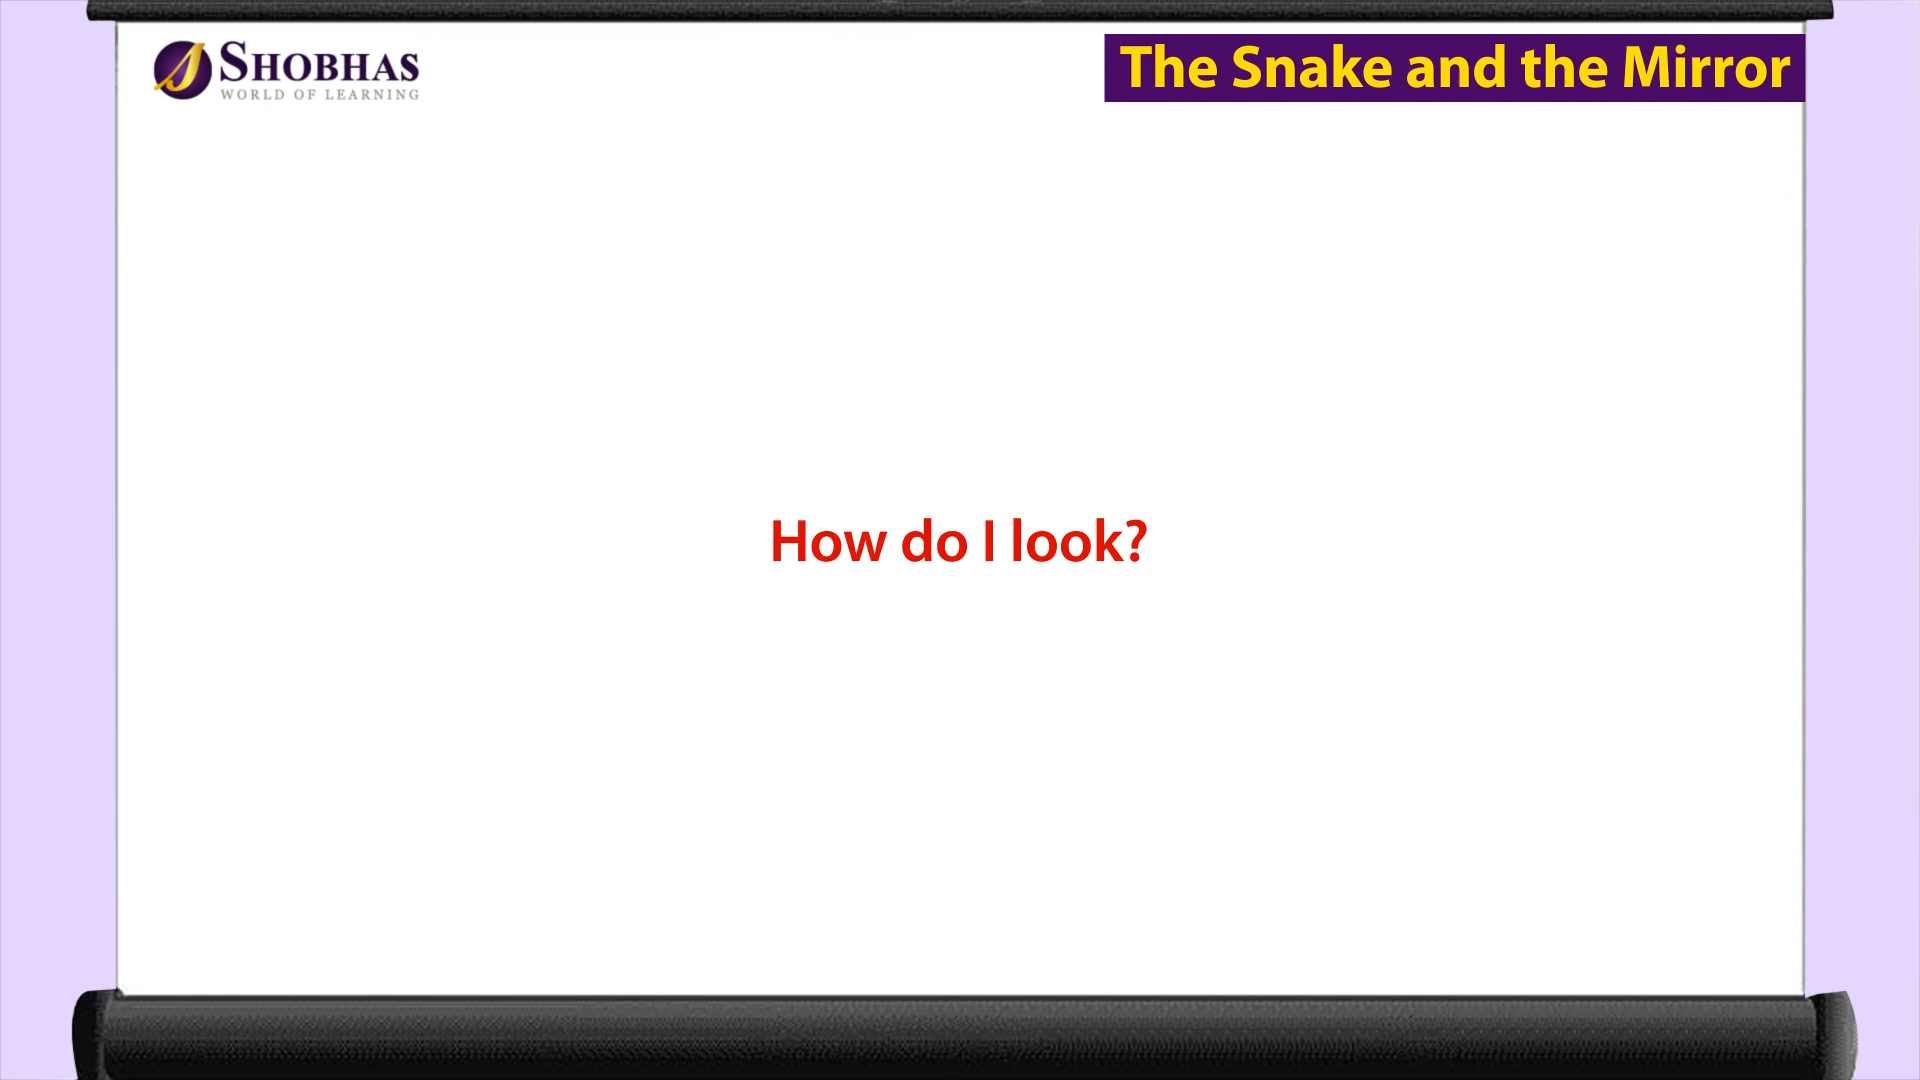 SHOBHAS
WORLD OF LEARNING
The Snake and the Mirror
How do I look?